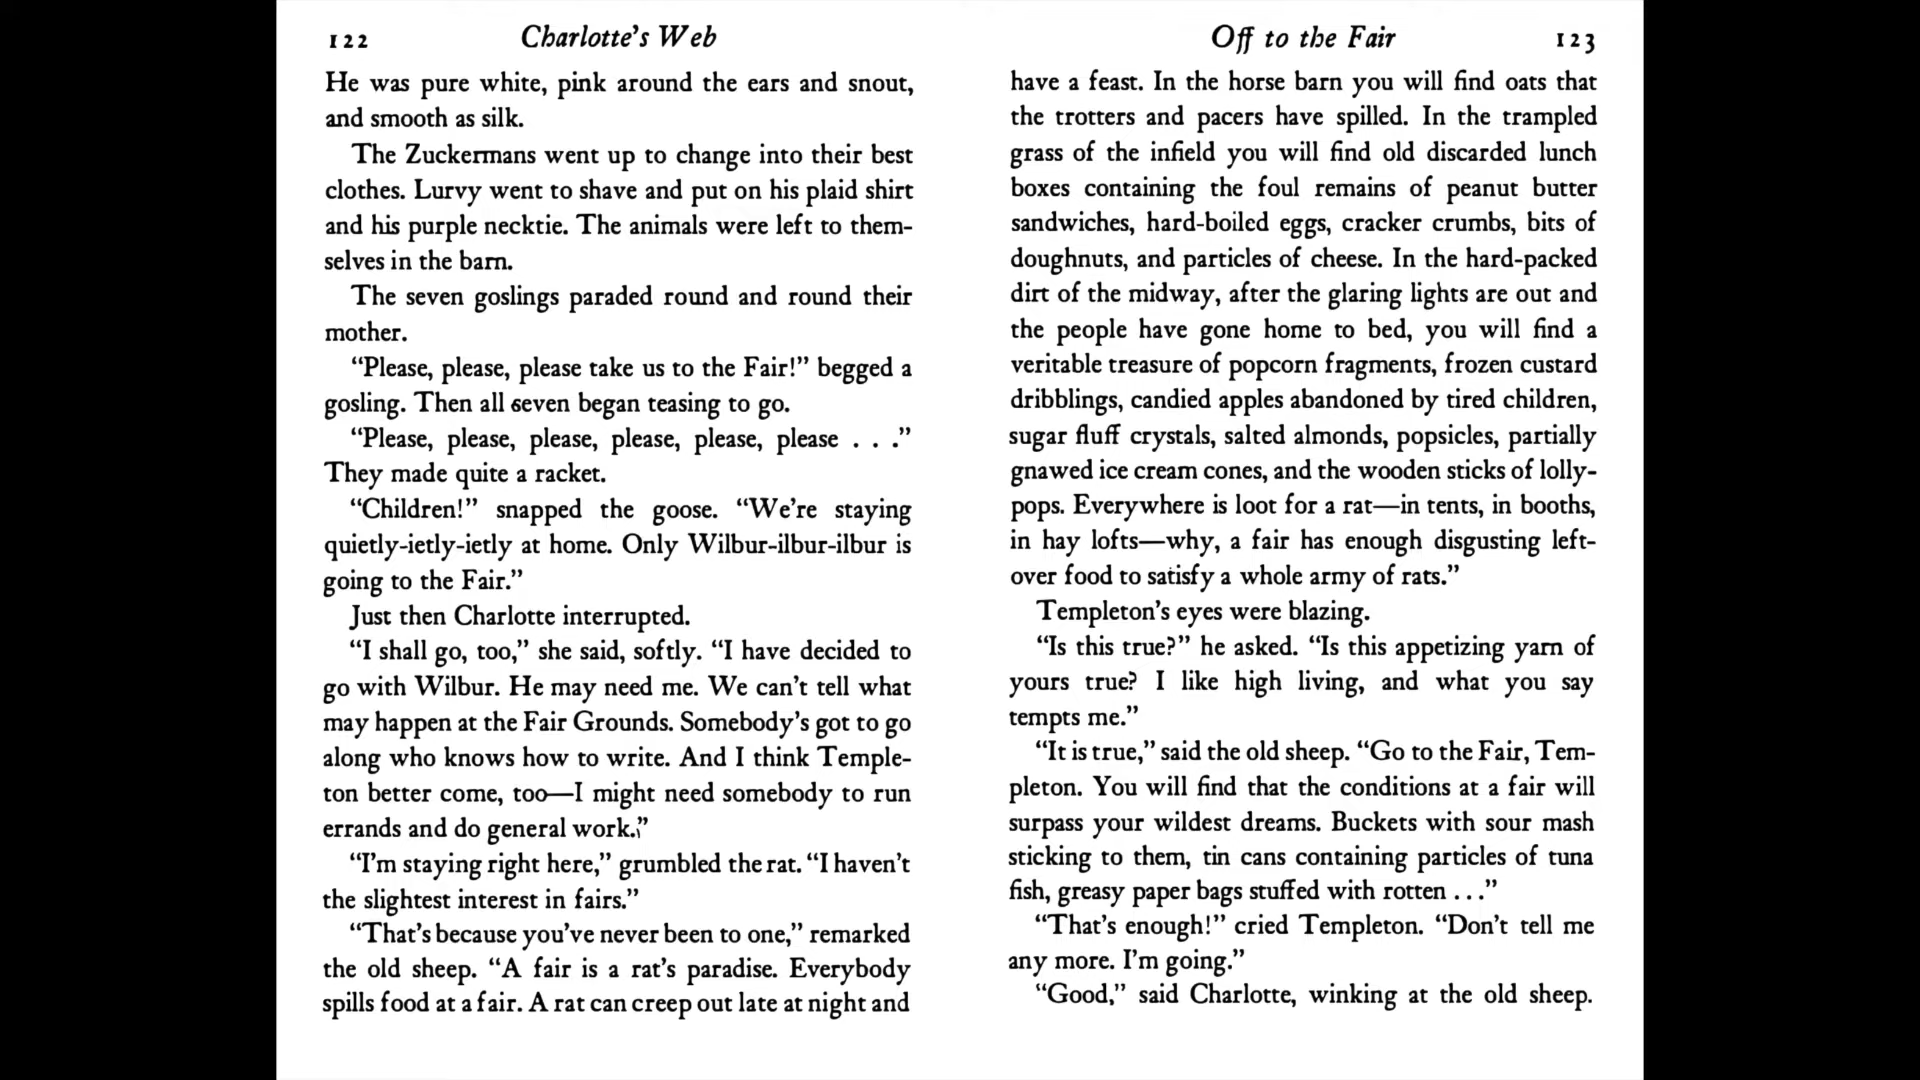 122 Charlotte's Web
He was pure white, pink around the ears and snout,
and smooth as silk.
The Zuckermans went up to change into their best
clothes. Lurvy went to shave and put on his plaid shirt
and his purple necktie. The animals were left to them-
selves in the barn.
The seven goslings paraded round and round their
mother.
“Please, please, please take us to the Fair!” begged a
gosling. Then all seven began teasing to go.
“Please, please, please, please, please, please . . .”
They made quite a racket.
“Children!” snapped the goose. “We're staying
quietly-ietly-ietly at home. Only Wilbur-ilbur-ilbur is
going to the Fair.”
Just then Charlotte interrupted.
“I shall go, too,” she said, softly. “I have decided to
go with Wilbur. He may need me. We can't tell what
may happen at the Fair Grounds. Somebody's got to go
along who knows how to write. And I think Temple-
ton better come, too—I might need somebody to run
errands and do general work.”
“I'm staying right here,” grumbled the rat. “I haven't
the slightest interest in fairs.”
“That's because you've never been to one,” remarked
the old sheep. “A fair is a rat's paradise. Everybody
spills food at a fair. A rat can creep out late at night and
Off to the Fair 123
have a feast. In the horse barn you will find oats that
the trotters and pacers have spilled. In the trampled
grass of the infield you will find old discarded lunch
boxes containing the foul remains of peanut butter
sandwiches, hard-boiled eggs, cracker crumbs, bits of
doughnuts, and particles of cheese. In the hard-packed
dirt of the midway, after the glaring lights are out and
the people have gone home to bed, you will find a
veritable treasure of popcorn fragments, frozen custard
dribblings, candied apples abandoned by tired children,
sugar fluff crystals, salted almonds, popsicles, partially
gnawed ice cream cones, and the wooden sticks of lolly-
pops. Everywhere is loot for a rat—in tents, in booths,
in hay lofts—why, a fair has enough disgusting left-
over food to satisfy a whole army of rats.”
Templeton's eyes were blazing.
“Is this true?” he asked. “Is this appetizing yarn of
yours true? I like high living, and what you say
tempts me.”
“It is true,” said the old sheep. “Go to the Fair, Tem-
pleton. You will find that the conditions at a fair will
surpass your wildest dreams. Buckets with sour mash
sticking to them, tin cans containing particles of tuna
fish, greasy paper bags stuffed with rotten . . .”
“That's enough!” cried Templeton. “Don't tell me
any more. I'm going.”
“Good,” said Charlotte, winking at the old sheep.